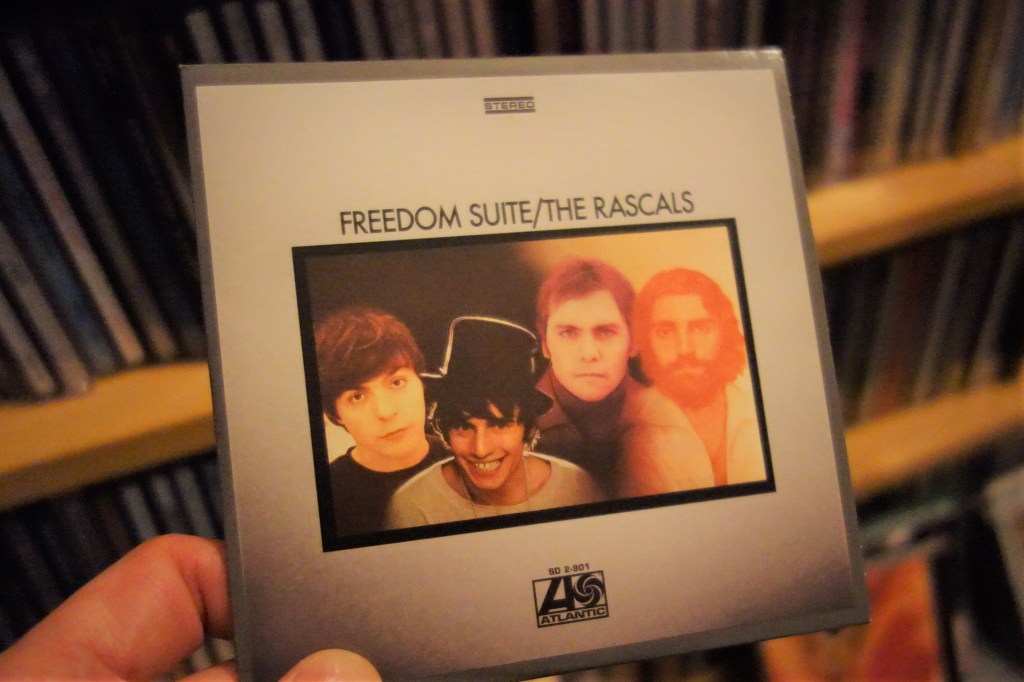 STEREO
FREEDOM SUITE/THE RASCALS
SD 2-901
ATLANTIC